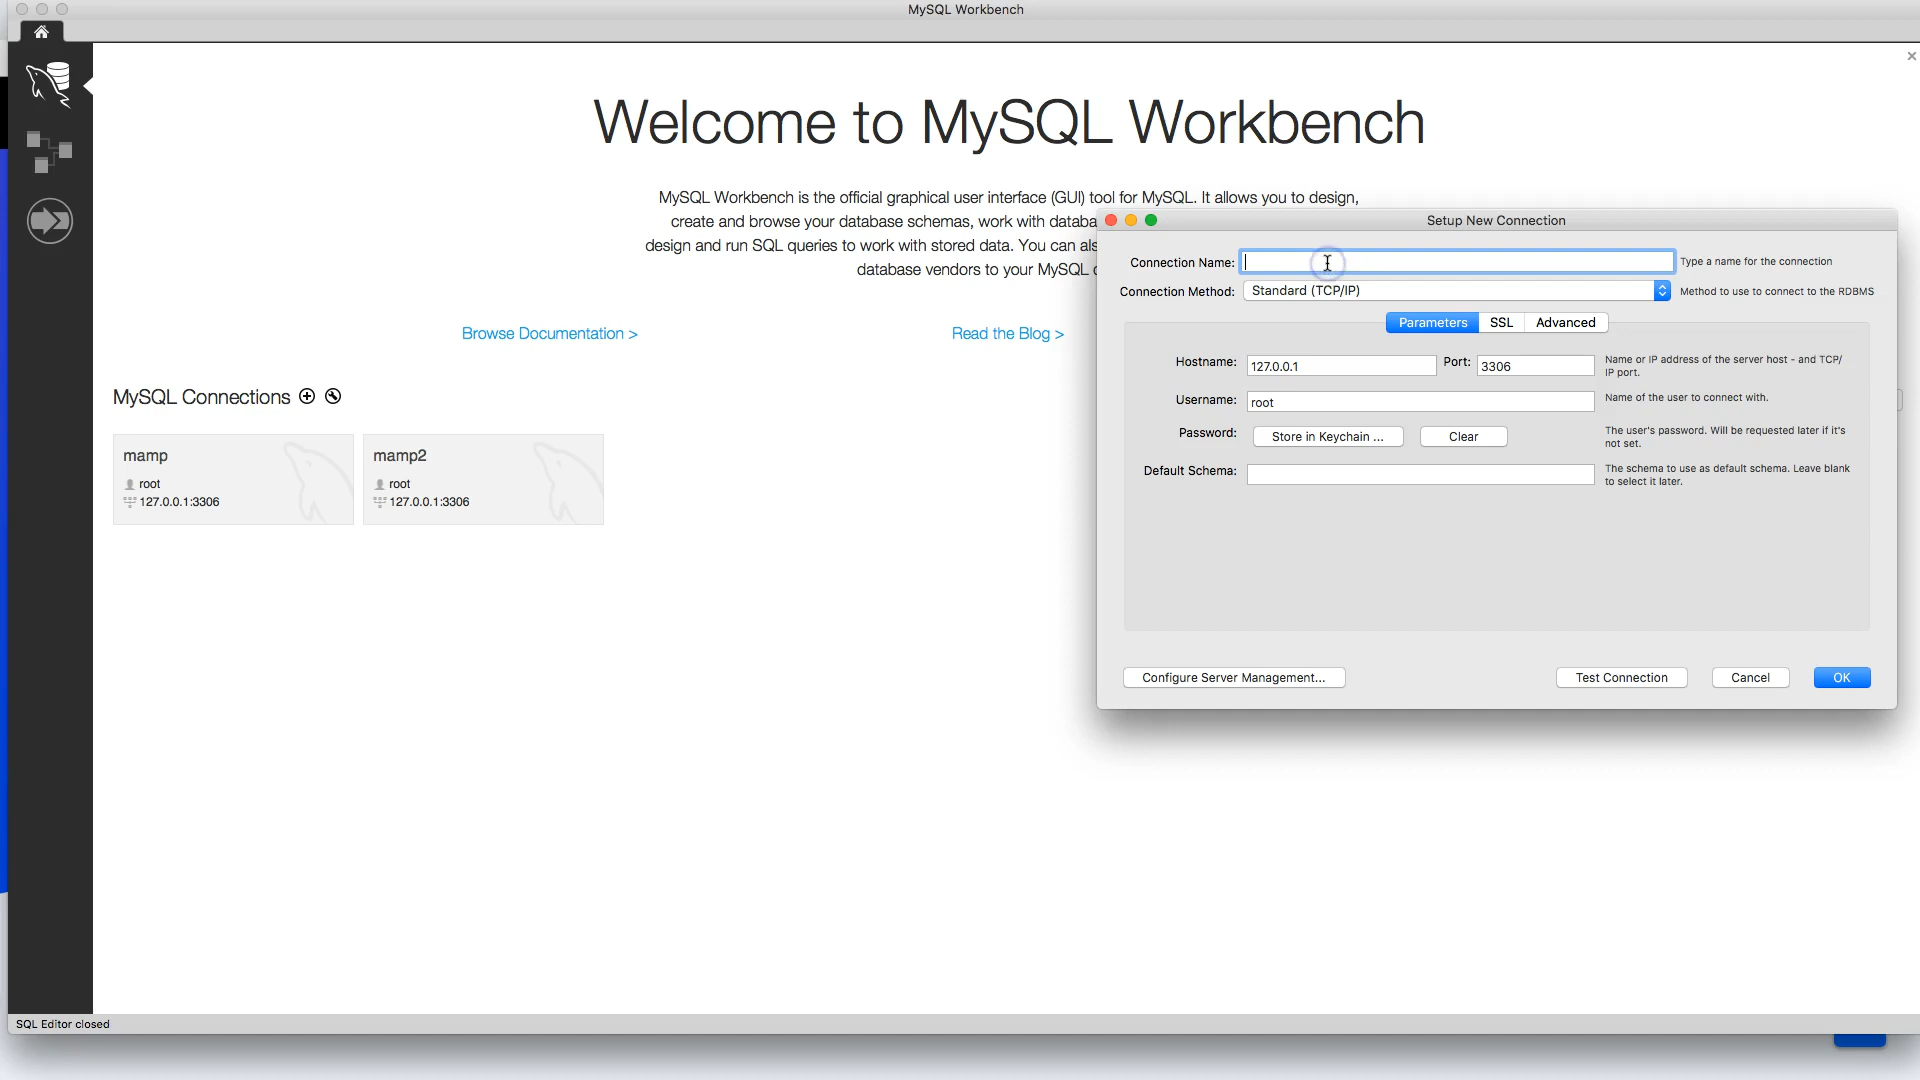 MySQL Workbench
Welcome to MySQL Workbench
MySQL Workbench is the official graphical user interface (GUI) tool for MySQL. It allows you to design,
create and browse your database schemas, work with databa
design and run SQL queries to work with stored data. You can als
database vendors to your MySQL
Browse Documentation >
Read the Blog >
MySQL Connections
mamp
root
127.0.0.1:3306
mamp2
root
127.0.0.1:3306
Setup New Connection
Connection Name:
Type a name for the connection
Connection Method: Standard (TCP/IP)
Method to use to connect to the RDBMS
Parameters SSL Advanced
Hostname: 127.0.0.1 Port: 3306
Name or IP address of the server host - and TCP/
IP port.
Username: root
Name of the user to connect with.
Password: Store in Keychain ... Clear
The user's password. Will be requested later if it's
not set.
Default Schema:
The schema to use as default schema. Leave blank
to select it later.
Configure Server Management... Test Connection Cancel OK
SQL Editor closed